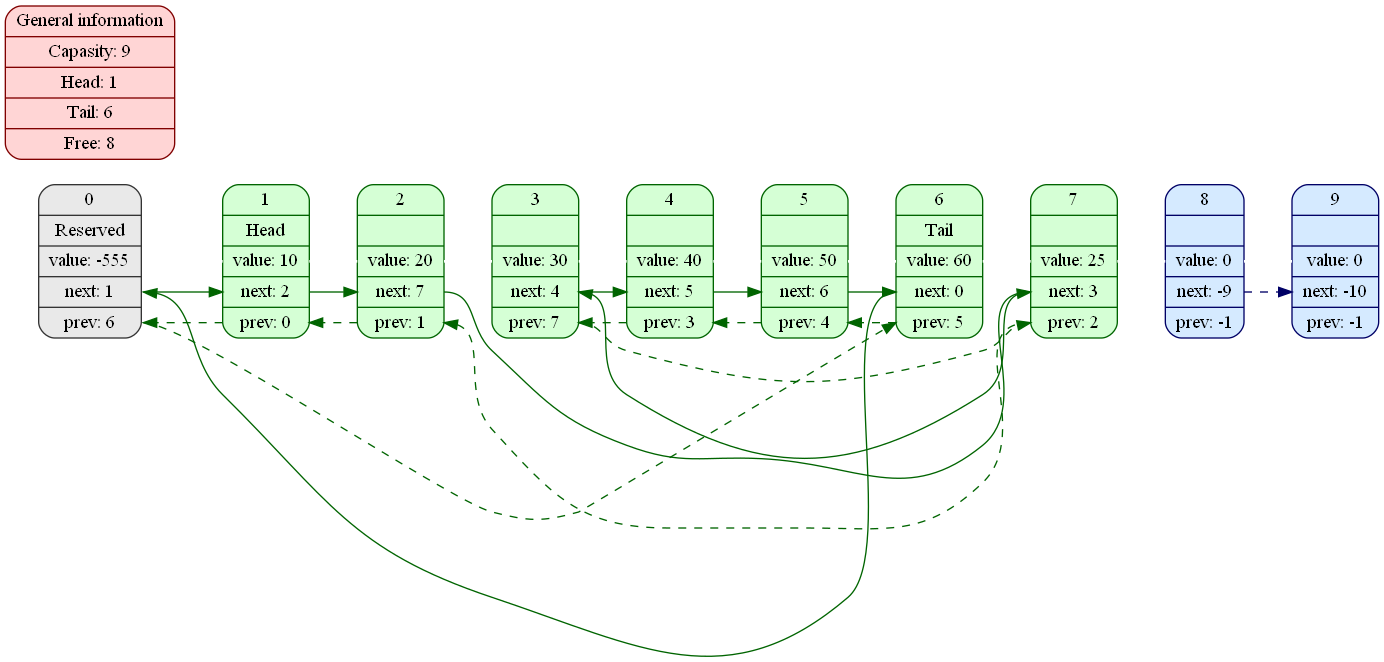 General information
Capasity: 9
Head: 1
Tail: 6
Free: 8
0
Reserved
value: -555
next: 1
prev: 6
1
Head
value: 10
next: 2
prev: 0
2
value: 20
next: 7
prev: 1
3
value: 30
next: 4
prev: 7
4
value: 40
next: 5
prev: 3
5
value: 50
next: 6
prev: 4
6
Tail
value: 60
next: 0
prev: 5
7
value: 25
next: 3
prev: 2
8
value: 0
next: -9
prev: -1
9
value: 0
next: -10
prev: -1